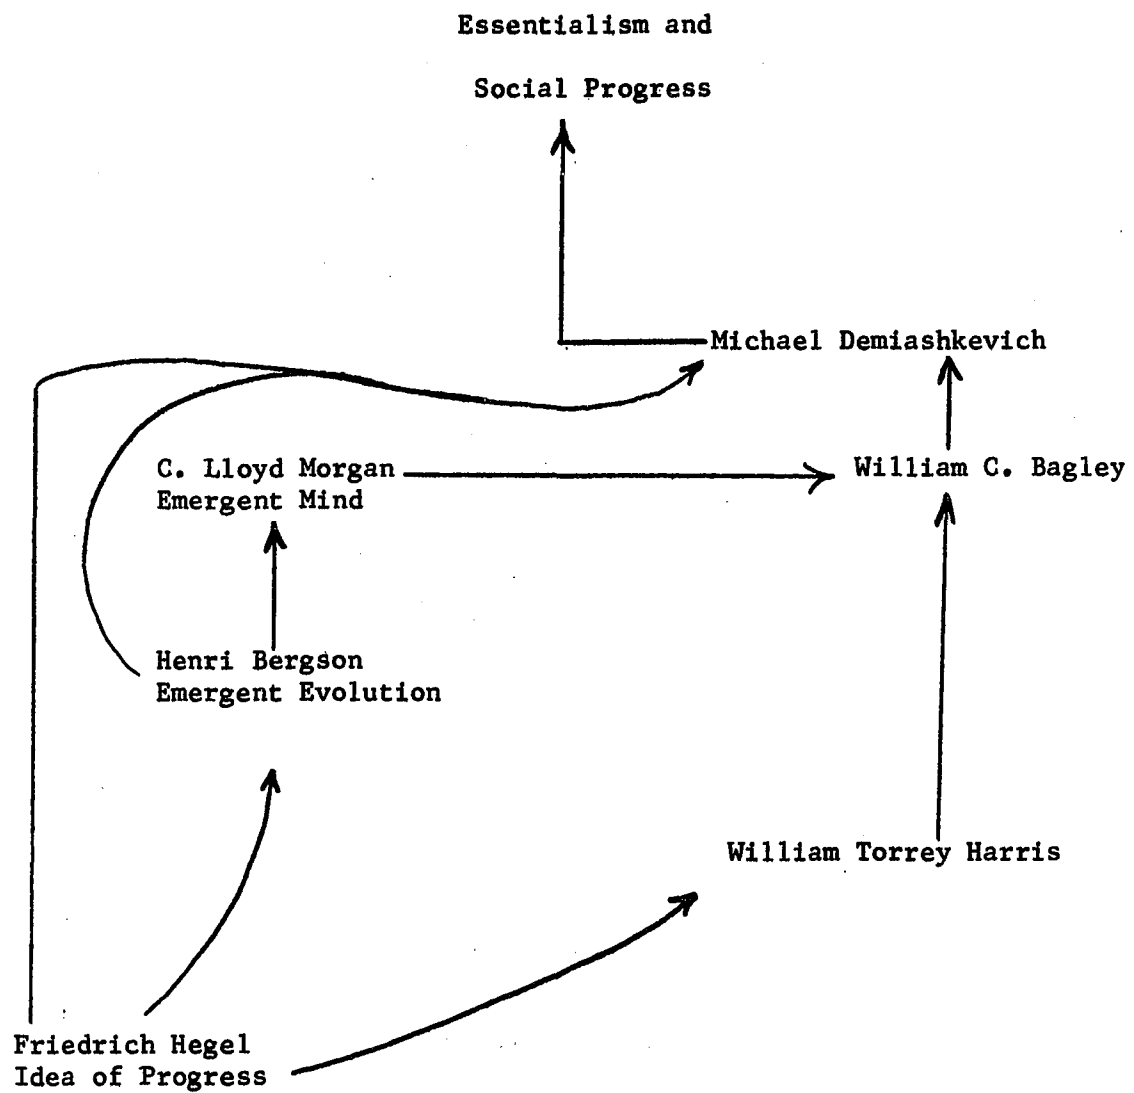 Essentialism and
Social Progress
Michael Demiashkevich
C. Lloyd Morgan
Emergent Mind
William C. Bagley
Henri Bergson
Emergent Evolution
William Torrey Harris
Friedrich Hegel
Idea of Progress